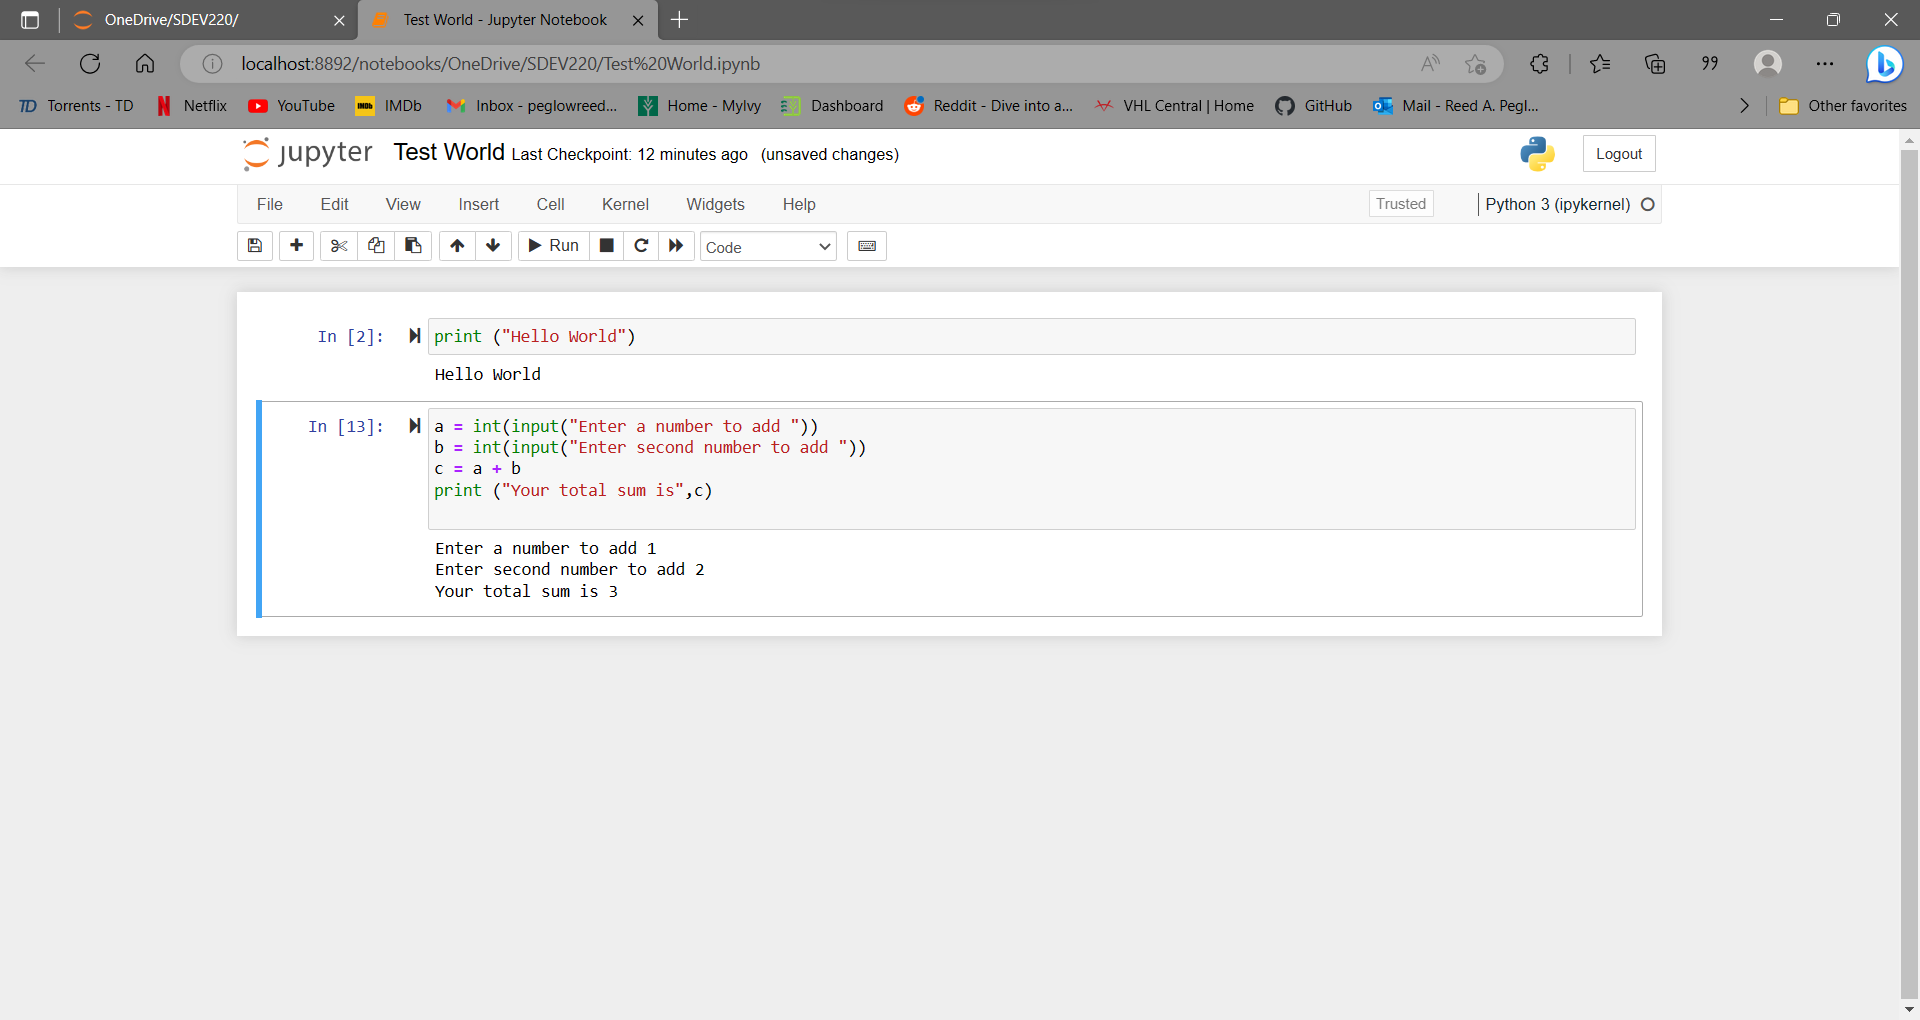 OneDrive/SDEV220/
Test World - Jupyter Notebook
localhost:8892/notebooks/OneDrive/SDEV220/Test%20World.ipynb
TD Torrents - TD
N Netflix
YouTube
IMDb IMDb
Inbox - peglowreed...
Home - MyIvy
Dashboard
Reddit - Dive into a...
VHL Central | Home
GitHub
Mail - Reed A. Pegl...
Other favorites
jupyter Test World Last Checkpoint: 12 minutes ago (unsaved changes)
Logout
File Edit View Insert Cell Kernel Widgets Help
Trusted
Python 3 (ipykernel)
Run
Code
In [2]: print ("Hello World")
Hello World
In [13]: a = int(input("Enter a number to add "))
b = int(input("Enter second number to add "))
c = a + b
print ("Your total sum is",c)
Enter a number to add 1
Enter second number to add 2
Your total sum is 3